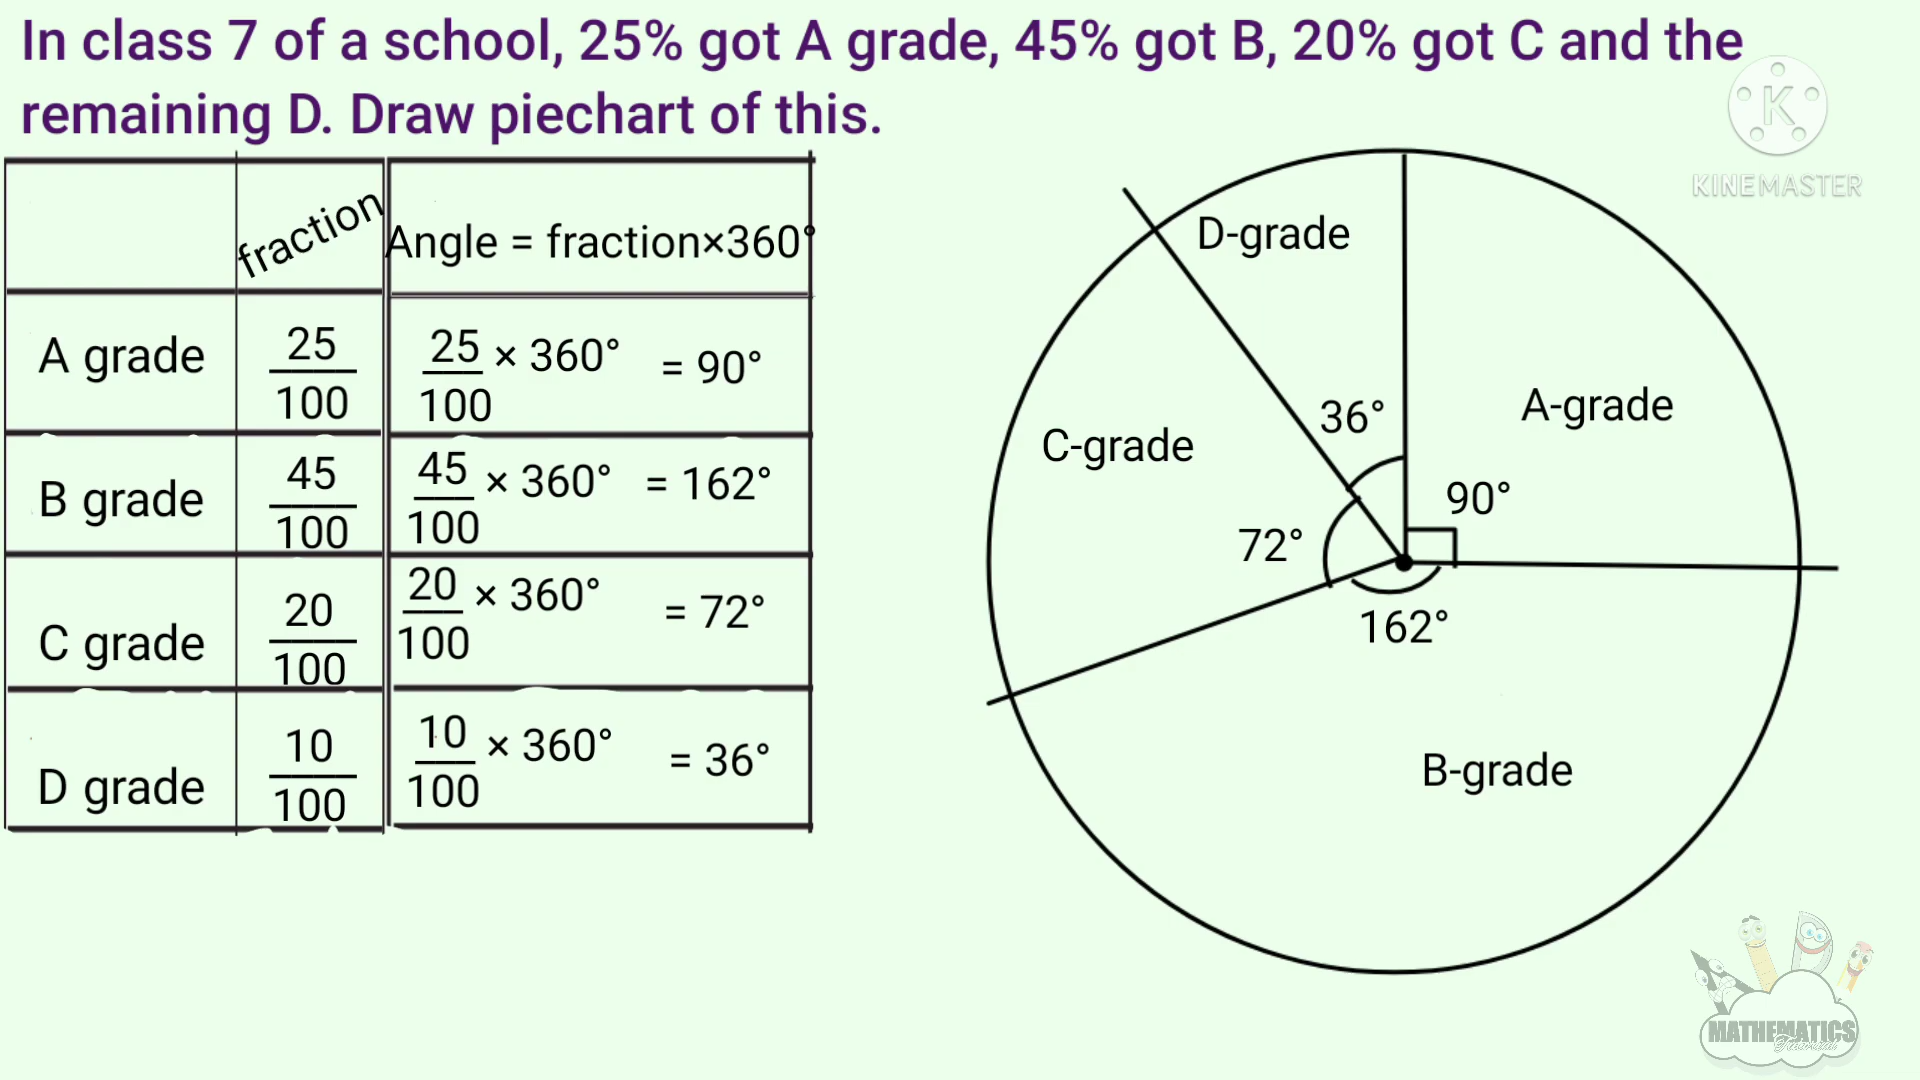 In class 7 of a school, 25% got A grade, 45% got B, 20% got C and the
remaining D. Draw piechart of this.
KINEMASTER
fraction
Angle = fraction×360°
A grade
25
100
25
100
× 360° = 90°
B grade
45
100
45
100
× 360° = 162°
C grade
20
100
20
100
× 360° = 72°
D grade
10
100
10
100
× 360° = 36°
D-grade
A-grade
C-grade
36°
90°
72°
162°
B-grade
MATHEMATICS
Tutorial